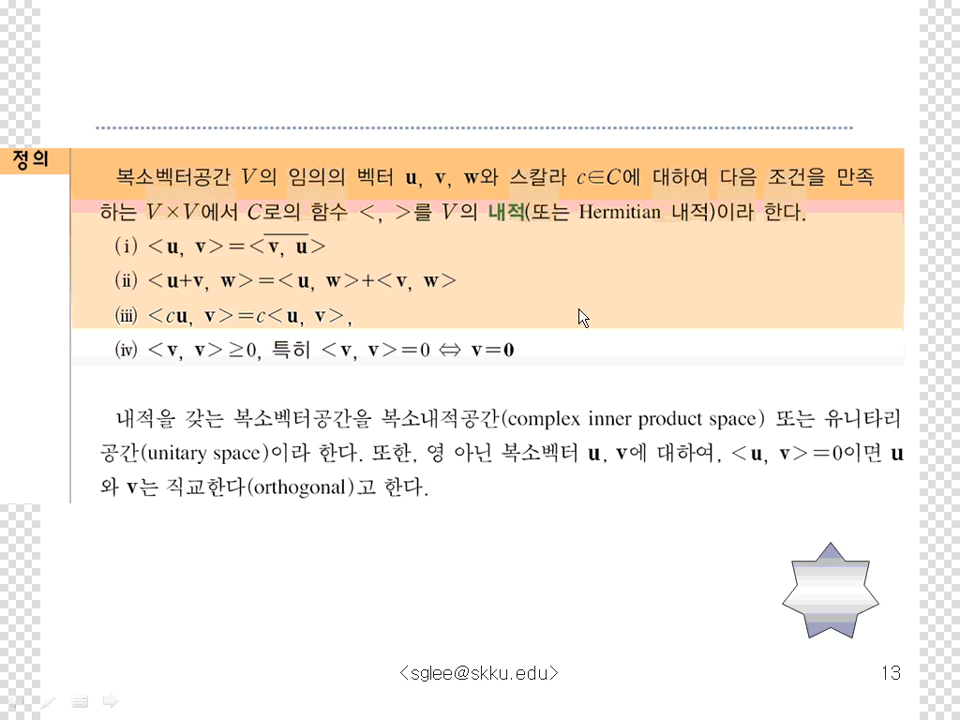 정의
복소벡터공간 V의 임의의 벡터 u, v, w와 스칼라 c∈C에 대하여 다음 조건을 만족
하는 V×V에서 C로의 함수 <, >를 V의 내적(또는 Hermitian 내적)이라 한다.
(ⅰ) <u, v>=<v̅,̅ ̅u̅>
(ⅱ) <u+v, w>=<u, w>+<v, w>
(ⅲ) <cu, v>=c<u, v>,
(ⅳ) <v, v>≥0, 특히 <v, v>=0 ⇔ v=0
내적을 갖는 복소벡터공간을 복소내적공간(complex inner product space) 또는 유니타리
공간(unitary space)이라 한다. 또한, 영 아닌 복소벡터 u, v에 대하여, <u, v>=0이면 u
와 v는 직교한다(orthogonal)고 한다.
<sglee@skku.edu>
13